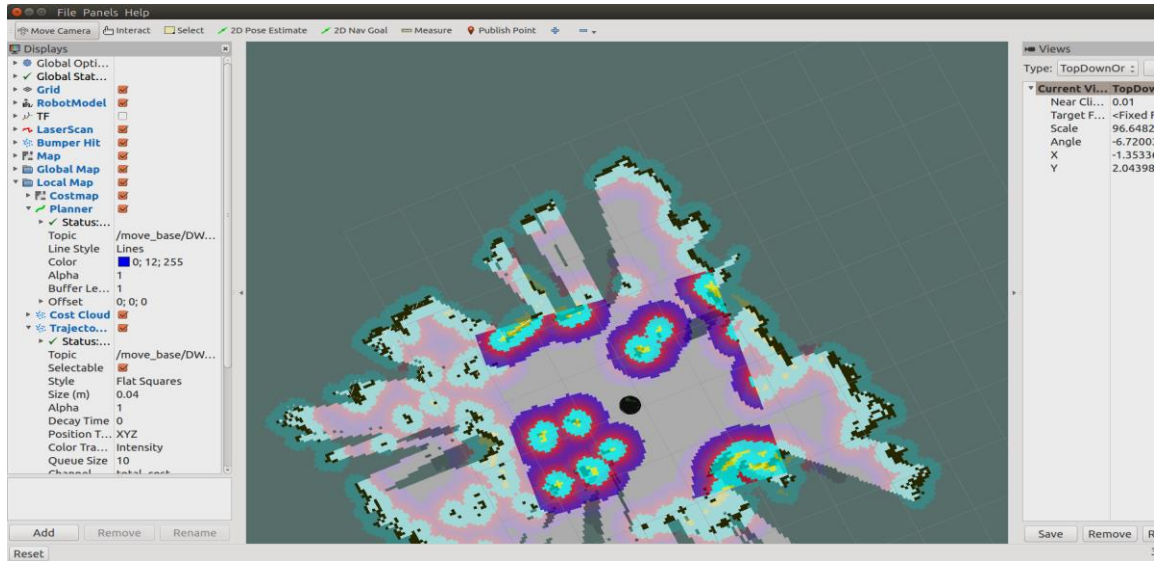 File Panels Help
Move Camera Interact Select 2D Pose Estimate 2D Nav Goal Measure Publish Point
Displays
Global Opti...
Global Stat...
Grid
RobotModel
TF
LaserScan
Bumper Hit
Map
Global Map
Local Map
Costmap
Planner
Status:...
Topic /move_base/DW...
Line Style Lines
Color 0; 12; 255
Alpha 1
Buffer Le... 1
Offset 0; 0; 0
Cost Cloud
Trajecto...
Status:...
Topic /move_base/DW...
Selectable
Style Flat Squares
Size (m) 0.04
Alpha 1
Decay Time 0
Position T... XYZ
Color Tra... Intensity
Queue Size 10
Channel total_cost
Add Remove Rename
Reset
Views
Type: TopDownOr
Current Vi... TopDow
Near Cli... 0.01
Target F... <Fixed F
Scale 96.6482
Angle -6.7200
X -1.3533
Y 2.04398
Save Remove R